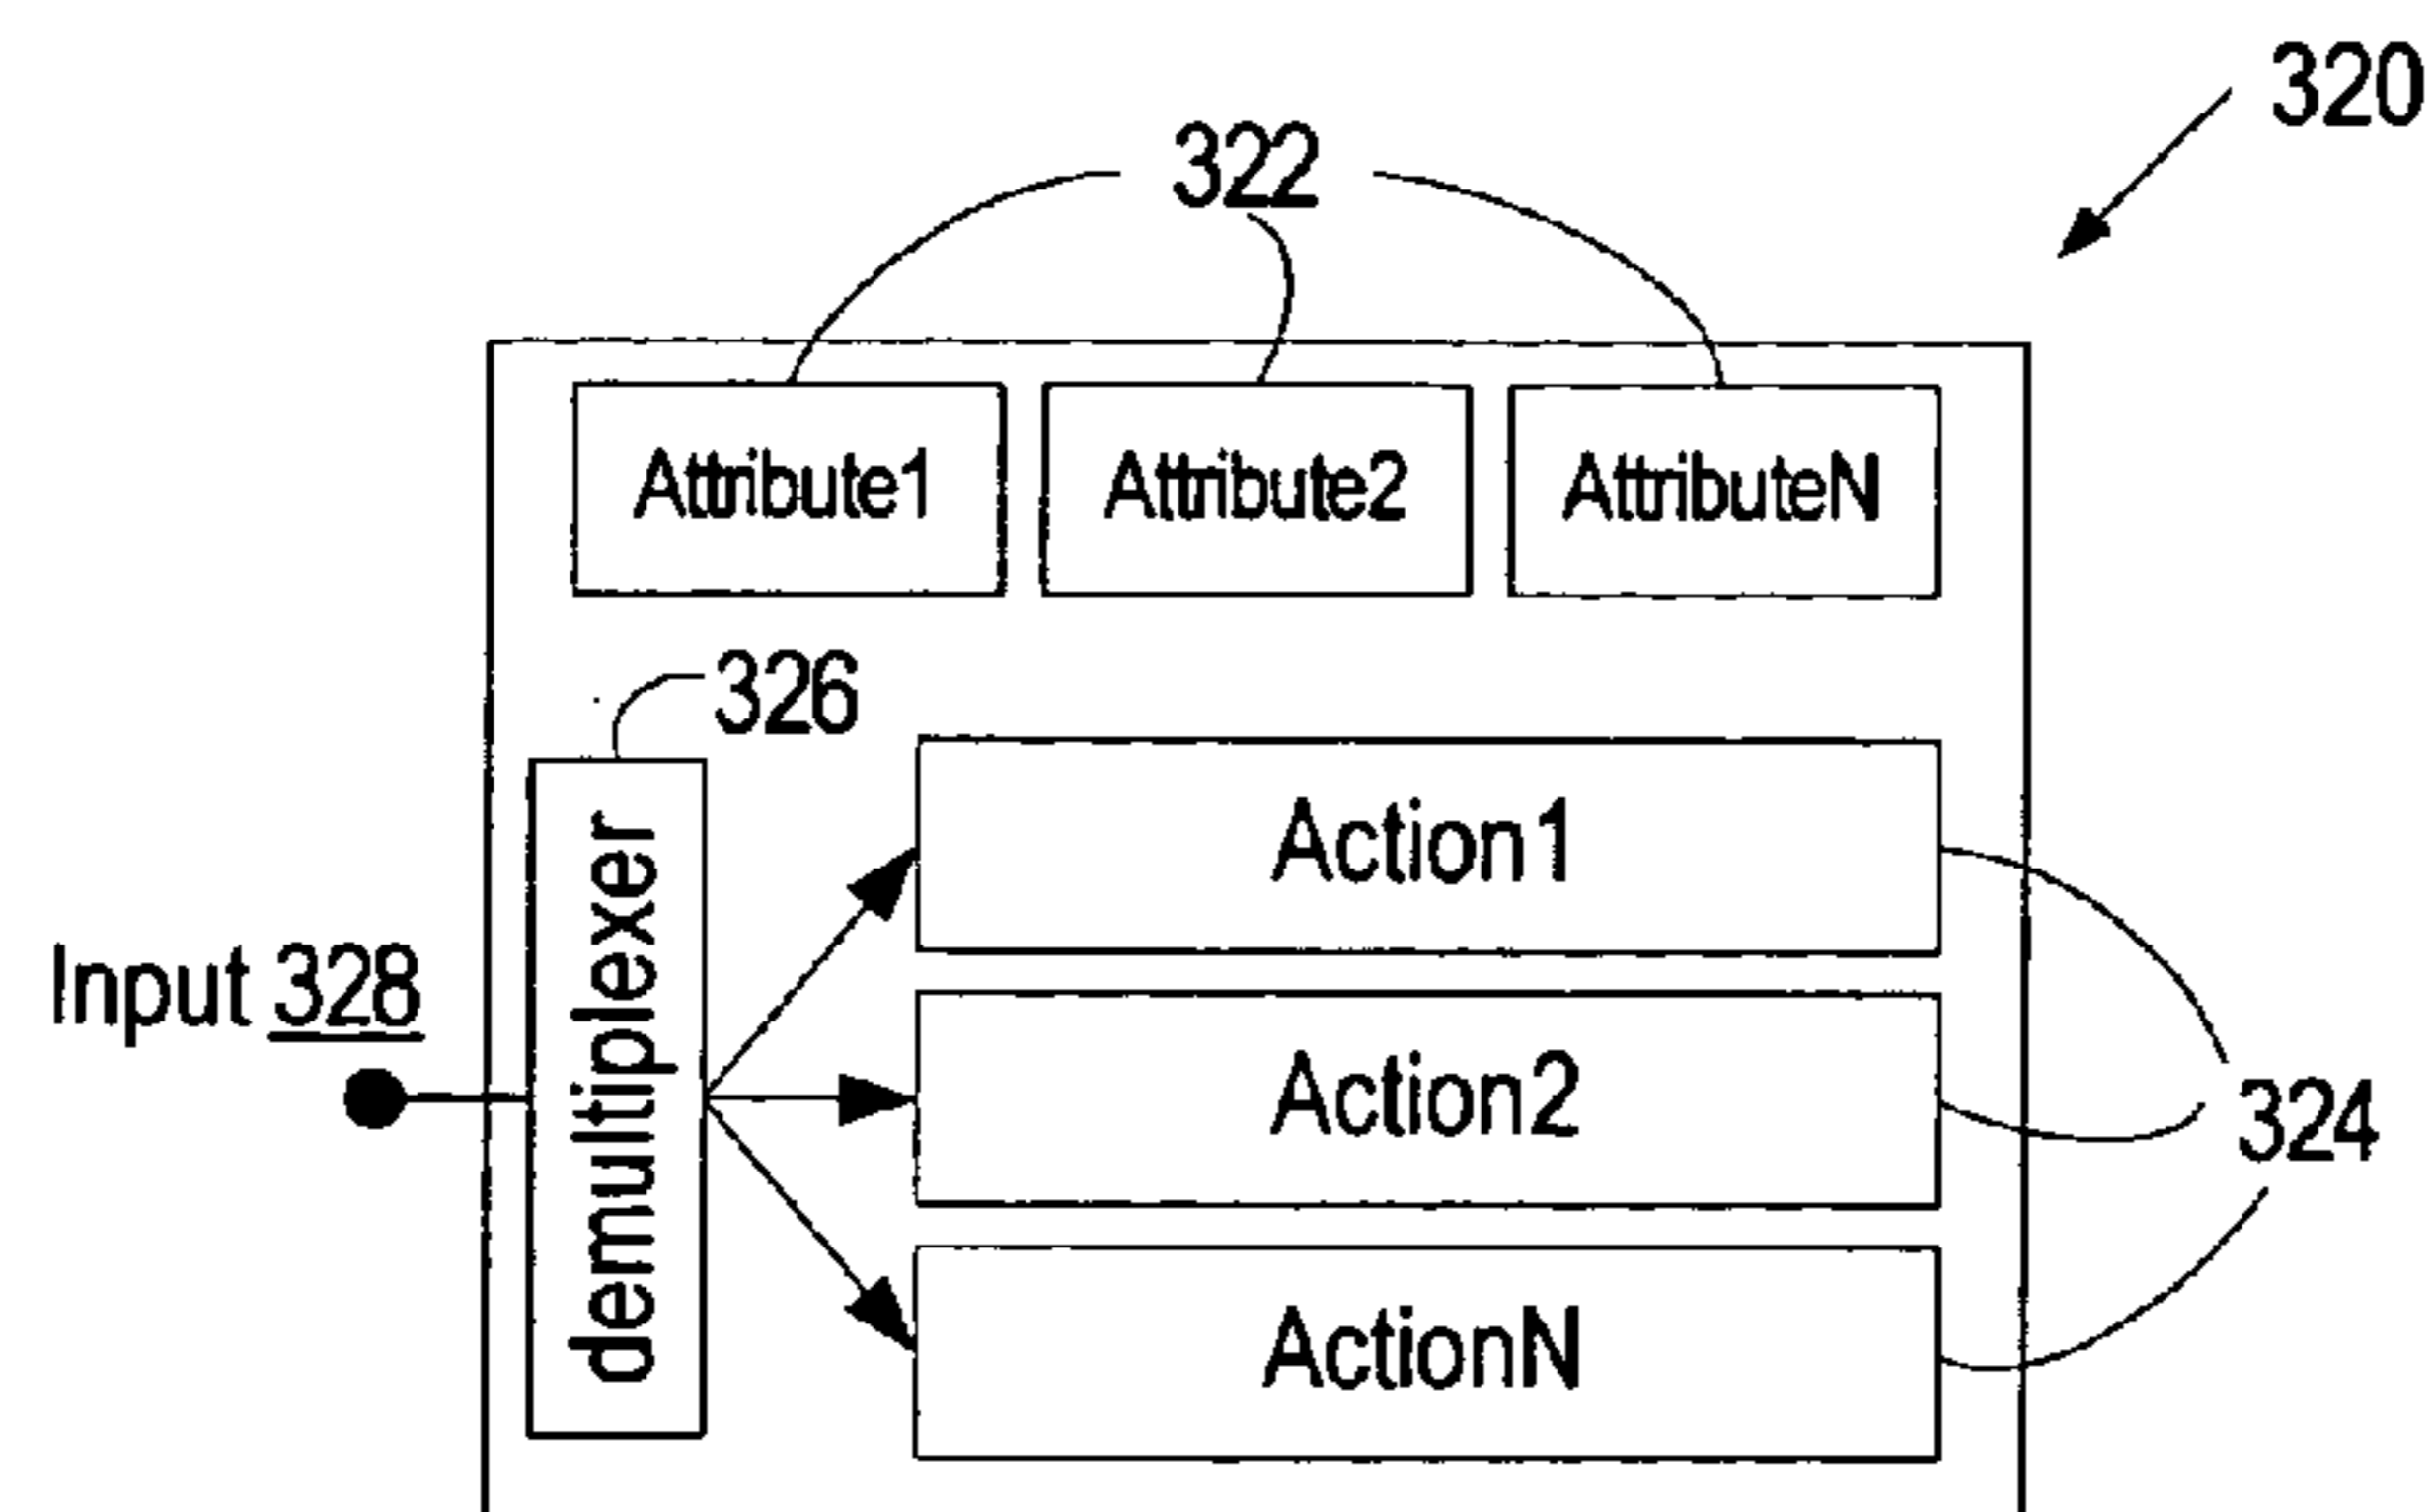 320
322
Attribute1 Attribute2 AttributeN
326
demultiplexer
Action1
Input 328
Action2
324
ActionN